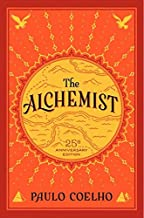 The
ALCHEMIST
25th
ANNIVERSARY
EDITION
PAULO COELHO